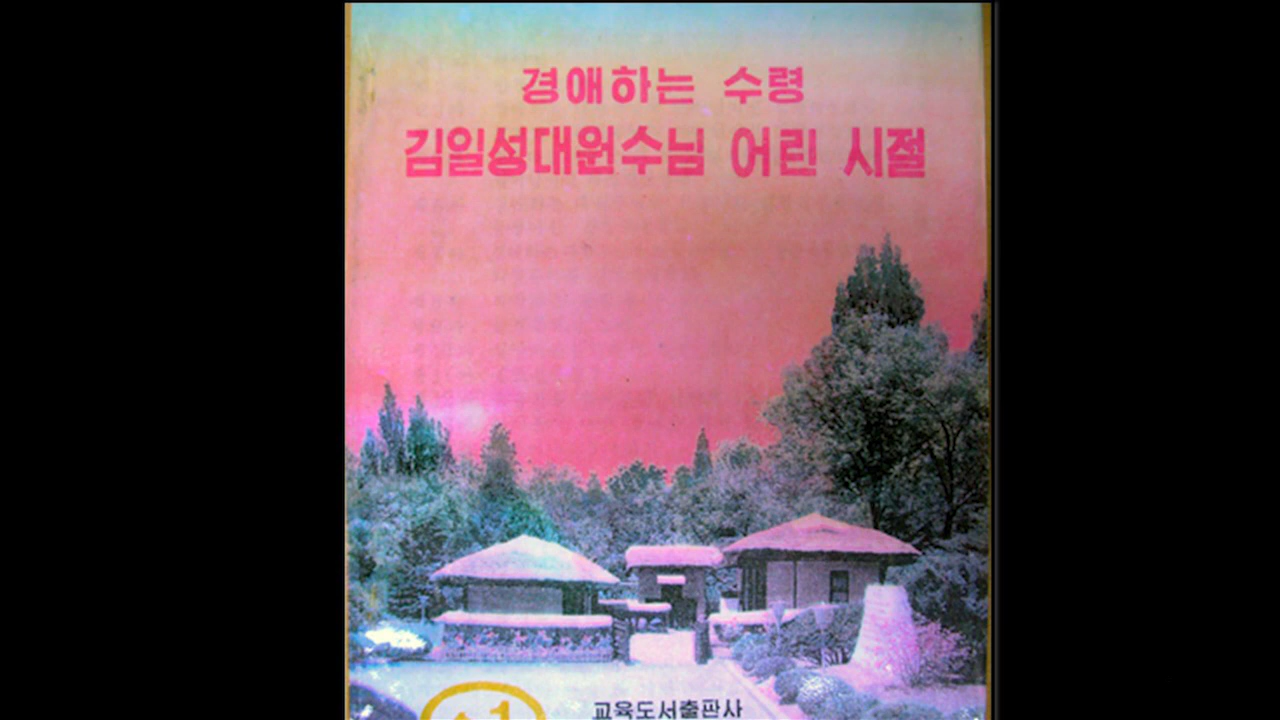 경애하는 수령
김일성대원수님 어린 시절
교육도서출판사